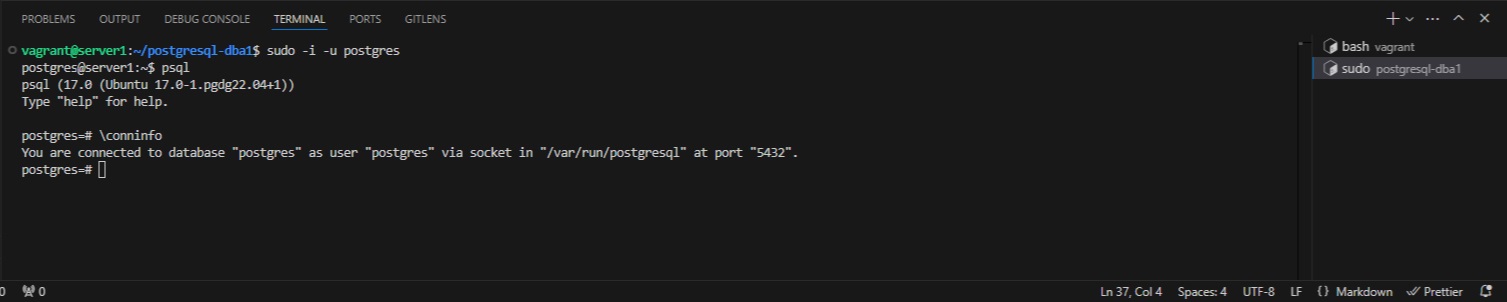 PROBLEMS OUTPUT DEBUG CONSOLE TERMINAL PORTS GITLENS
vagrant@server1:~/postgresql-dba1$ sudo -i -u postgres
postgres@server1:~$ psql
psql (17.0 (Ubuntu 17.0-1.pgdg22.04+1))
Type "help" for help.
postgres=# \conninfo
You are connected to database "postgres" as user "postgres" via socket in "/var/run/postgresql" at port "5432".
postgres=#
bash vagrant
sudo postgresql-dba1
0 0 Ln 37, Col 4 Spaces: 4 UTF-8 LF {} Markdown Prettier